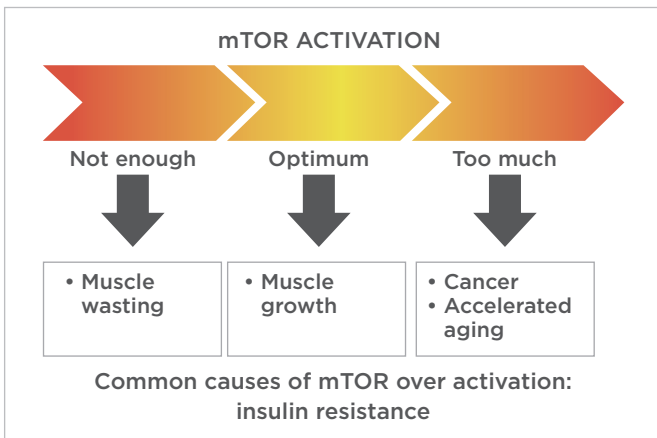 mTOR ACTIVATION
Not enough
Optimum
Too much
• Muscle
wasting
• Muscle
growth
• Cancer
• Accelerated
aging
Common causes of mTOR over activation:
insulin resistance